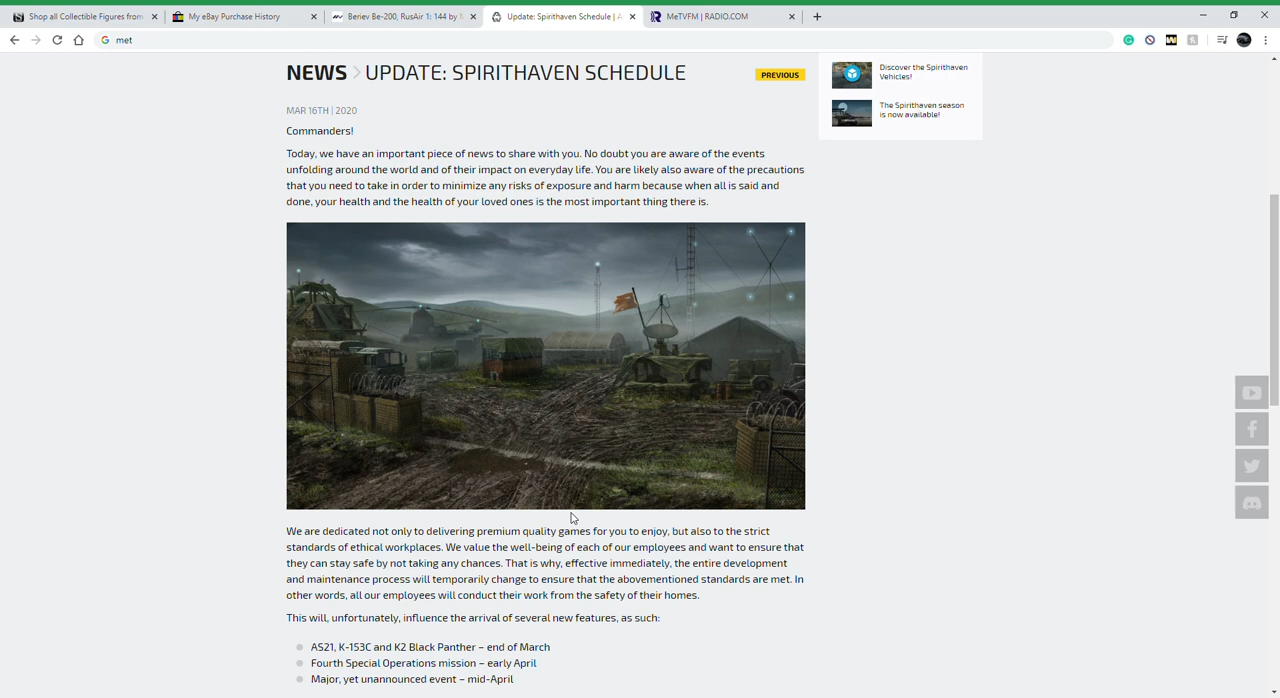 Shop all Collectible Figures from
My eBay Purchase History
Beriev Be-200, RusAir 1: 144 by
Update: Spirithaven Schedule | A
MeTVFM | RADIO.COM
met
NEWS > UPDATE: SPIRITHAVEN SCHEDULE
PREVIOUS
Discover the Spirithaven
Vehicles!
The Spirithaven season
is now available!
MAR 16TH | 2020
Commanders!
Today, we have an important piece of news to share with you. No doubt you are aware of the events
unfolding around the world and of their impact on everyday life. You are likely also aware of the precautions
that you need to take in order to minimize any risks of exposure and harm because when all is said and
done, your health and the health of your loved ones is the most important thing there is.
We are dedicated not only to delivering premium quality games for you to enjoy, but also to the strict
standards of ethical workplaces. We value the well-being of each of our employees and want to ensure that
they can stay safe by not taking any chances. That is why, effective immediately, the entire development
and maintenance process will temporarily change to ensure that the abovementioned standards are met. In
other words, all our employees will conduct their work from the safety of their homes.
This will, unfortunately, influence the arrival of several new features, as such:
AS21, K-153C and K2 Black Panther – end of March
Fourth Special Operations mission – early April
Major, yet unannounced event – mid-April